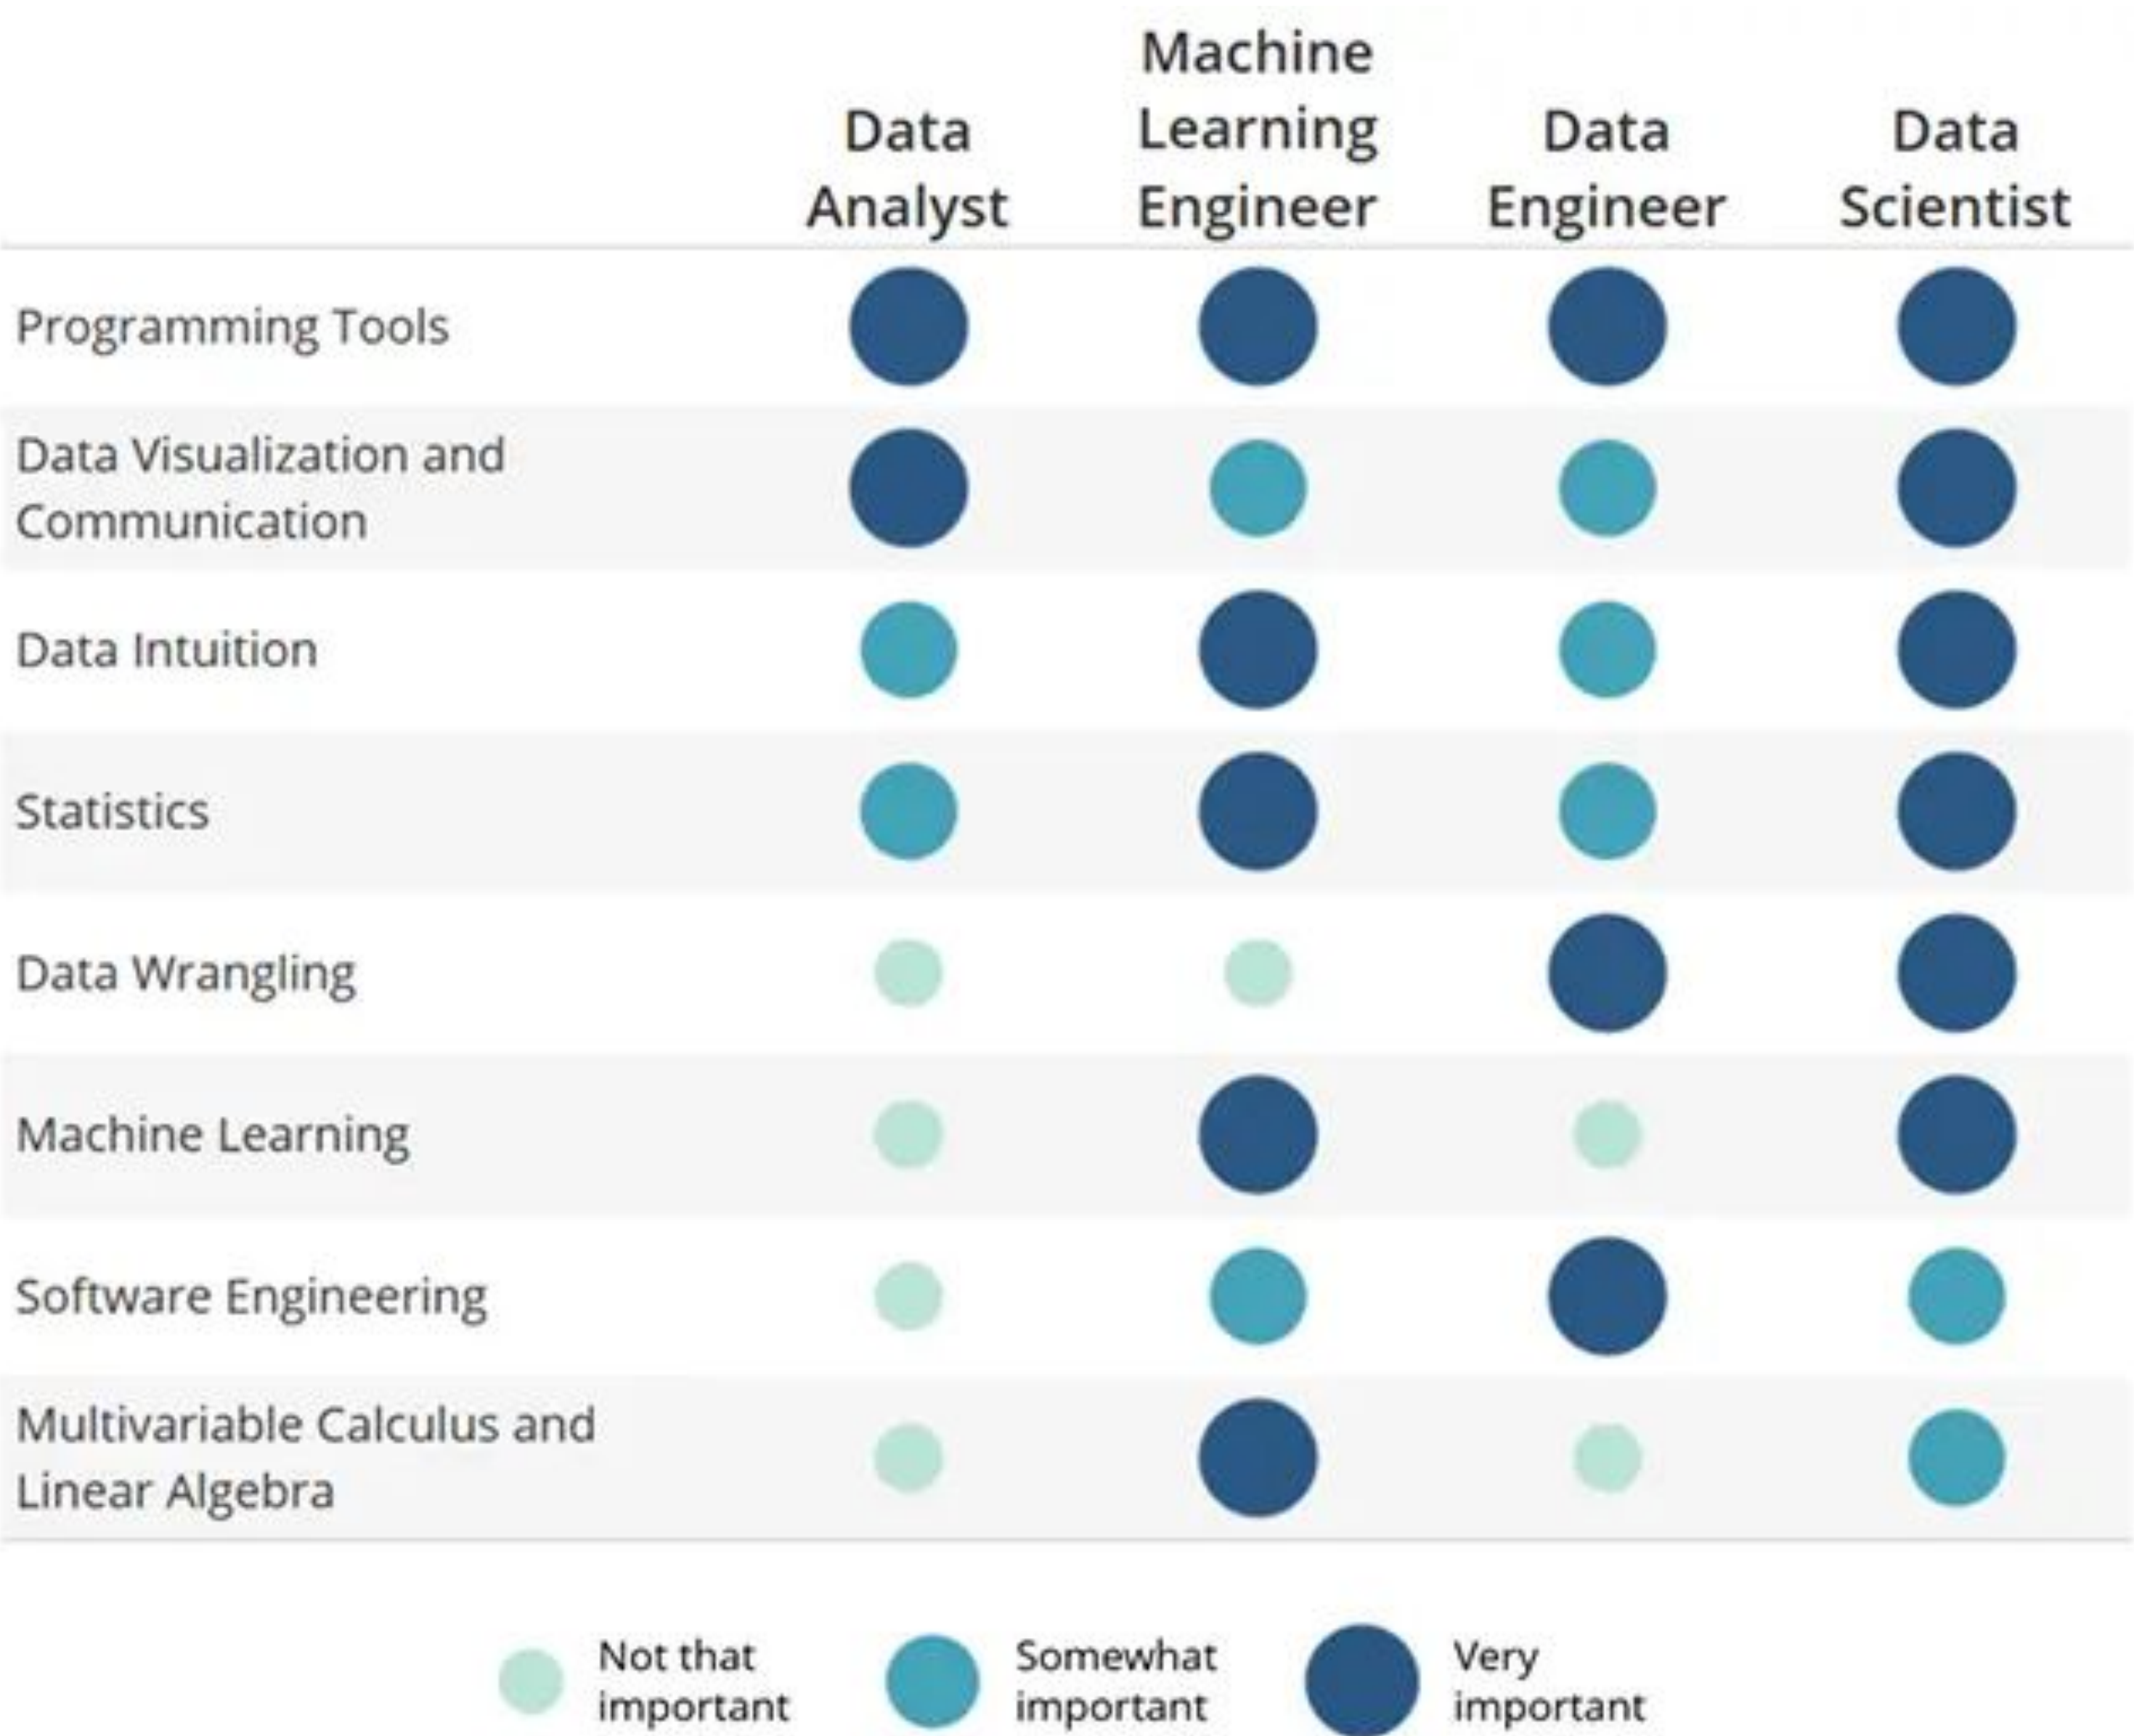 Data
Analyst
Machine
Learning
Engineer
Data
Engineer
Data
Scientist
Programming Tools
Data Visualization and
Communication
Data Intuition
Statistics
Data Wrangling
Machine Learning
Software Engineering
Multivariable Calculus and
Linear Algebra
Not that
important
Somewhat
important
Very
important